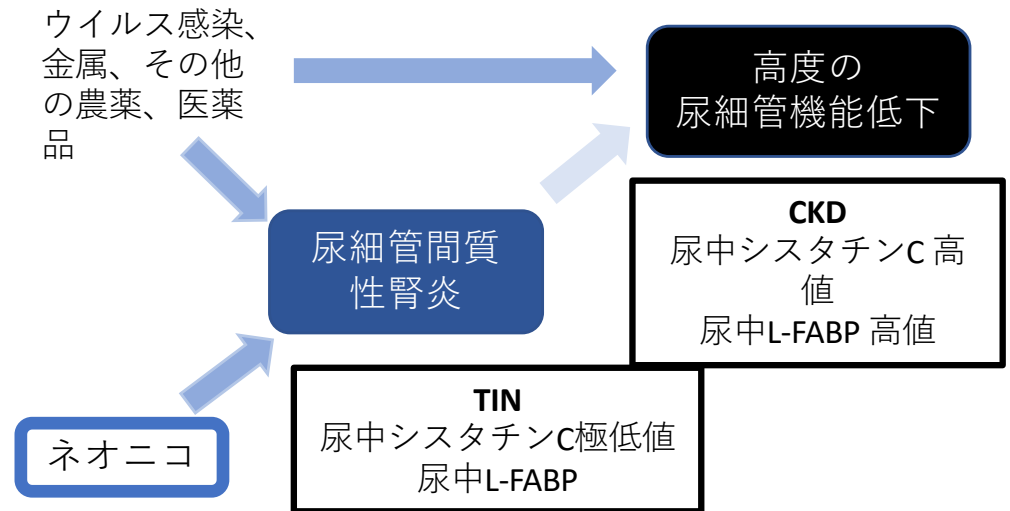 ウイルス感染、
金属、その他
の農薬、医薬
品
高度の
尿細管機能低下
尿細管間質
性腎炎
CKD
尿中シスタチンC 高
値
尿中L-FABP 高値
TIN
尿中シスタチンC極低値
尿中L-FABP
ネオニコ